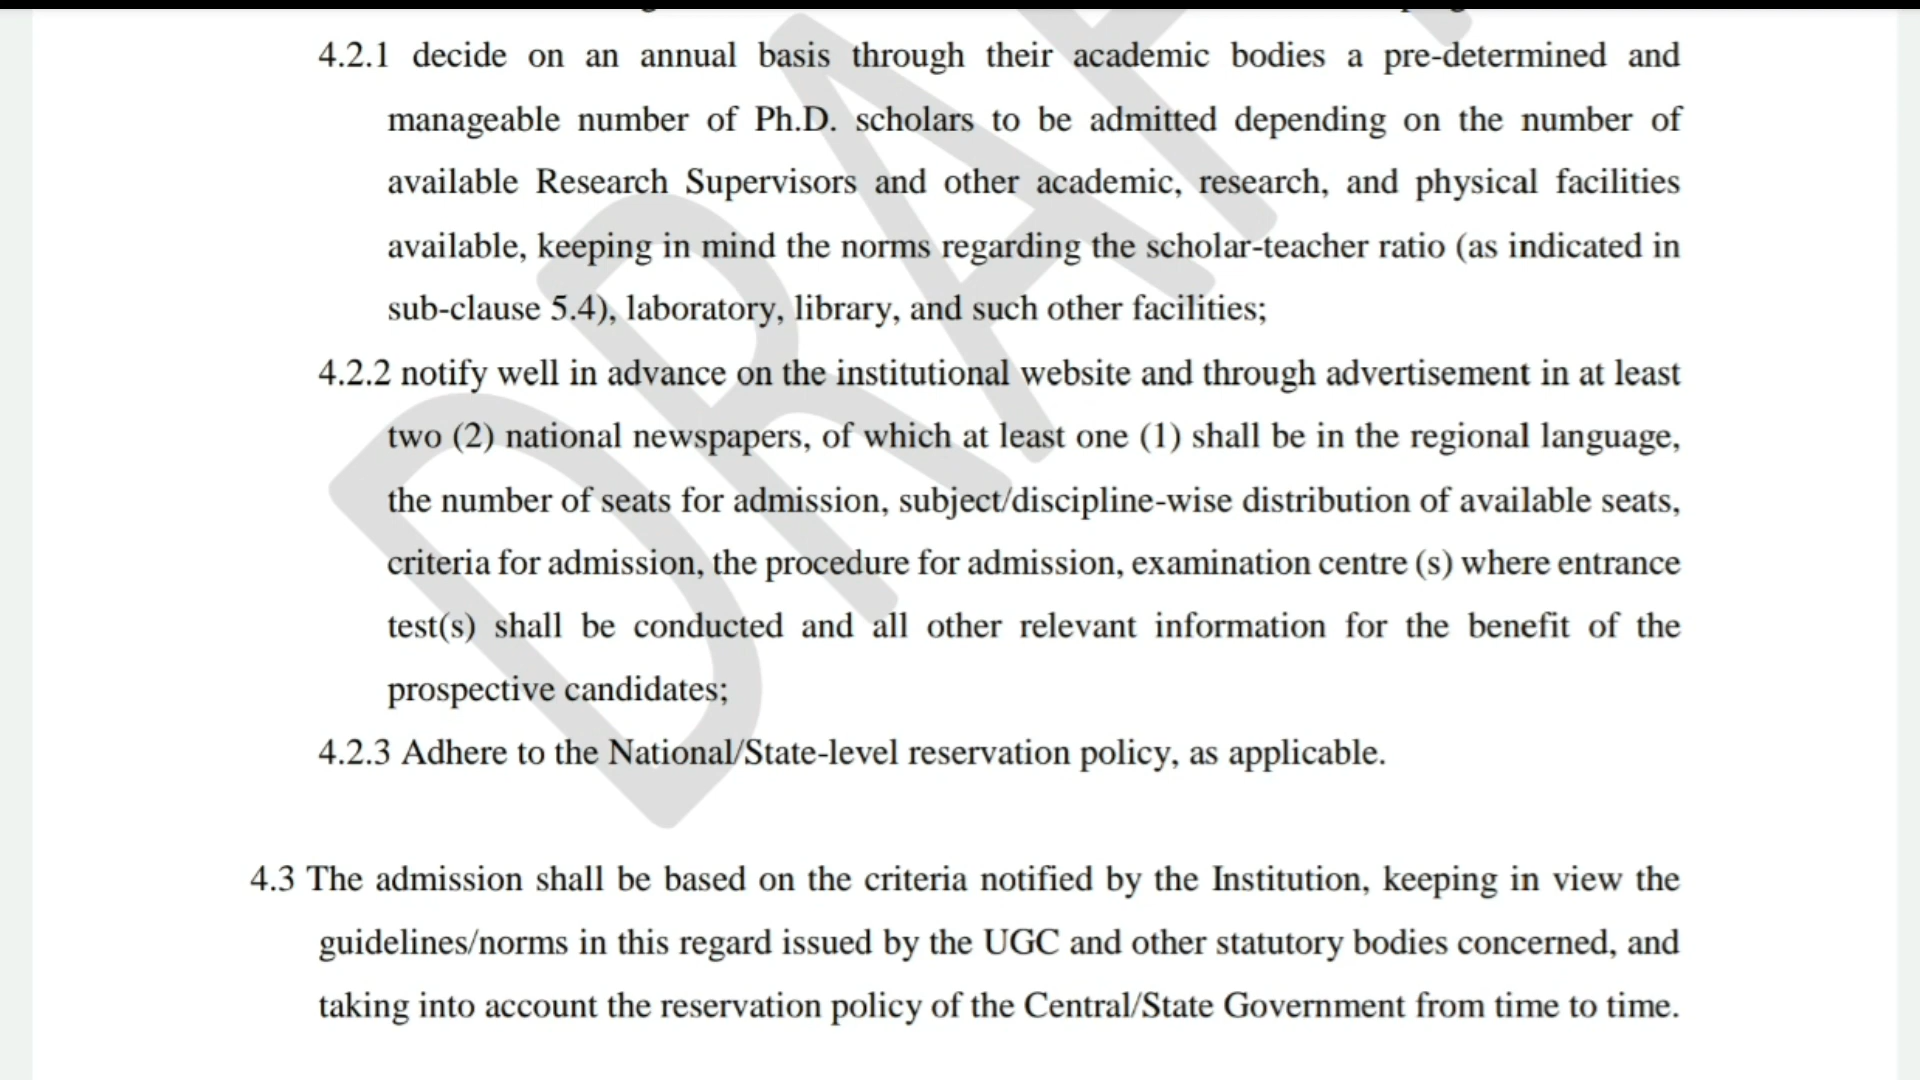 4.2.1 decide on an annual basis through their academic bodies a pre-determined and
manageable number of Ph.D. scholars to be admitted depending on the number of
available Research Supervisors and other academic, research, and physical facilities
available, keeping in mind the norms regarding the scholar-teacher ratio (as indicated in
sub-clause 5.4), laboratory, library, and such other facilities;
4.2.2 notify well in advance on the institutional website and through advertisement in at least
two (2) national newspapers, of which at least one (1) shall be in the regional language,
the number of seats for admission, subject/discipline-wise distribution of available seats,
criteria for admission, the procedure for admission, examination centre (s) where entrance
test(s) shall be conducted and all other relevant information for the benefit of the
prospective candidates;
4.2.3 Adhere to the National/State-level reservation policy, as applicable.
4.3 The admission shall be based on the criteria notified by the Institution, keeping in view the
guidelines/norms in this regard issued by the UGC and other statutory bodies concerned, and
taking into account the reservation policy of the Central/State Government from time to time.